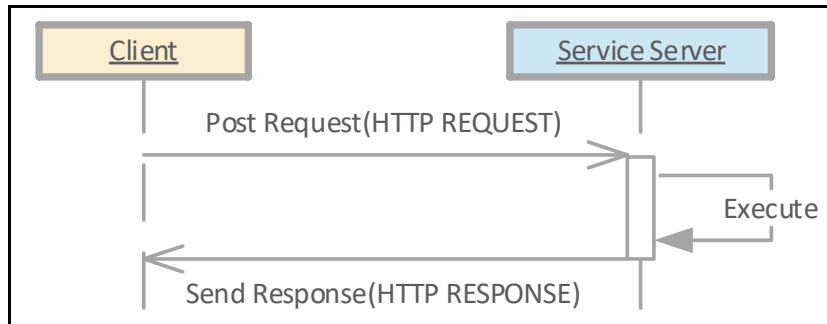 Client
Service Server
Post Request(HTTP REQUEST)
Execute
Send Response(HTTP RESPONSE)